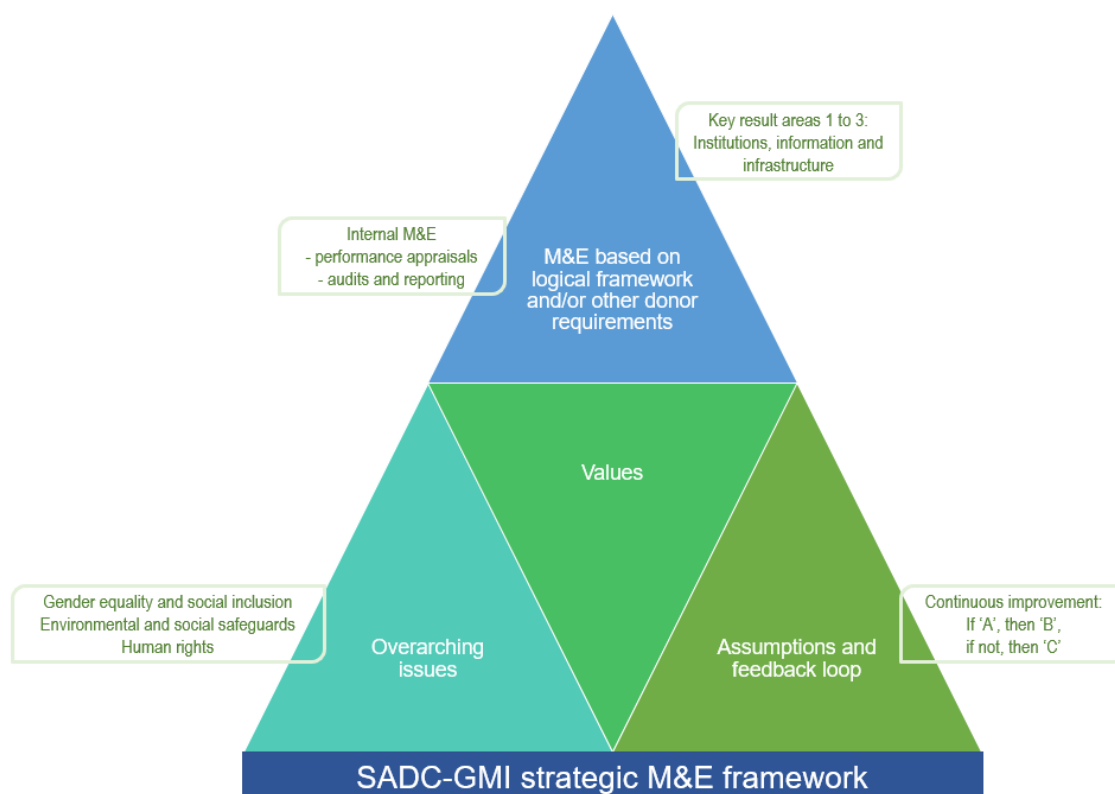 Key result areas 1 to 3:
Institutions, information and
infrastructure
Internal M&E
- performance appraisals
- audits and reporting
M&E based on
logical framework
and/or other donor
requirements
Values
Gender equality and social inclusion
Environmental and social safeguards
Human rights
Overarching
issues
Assumptions and
feedback loop
Continuous improvement:
If ‘A’, then ‘B’,
if not, then ‘C’
SADC-GMI strategic M&E framework